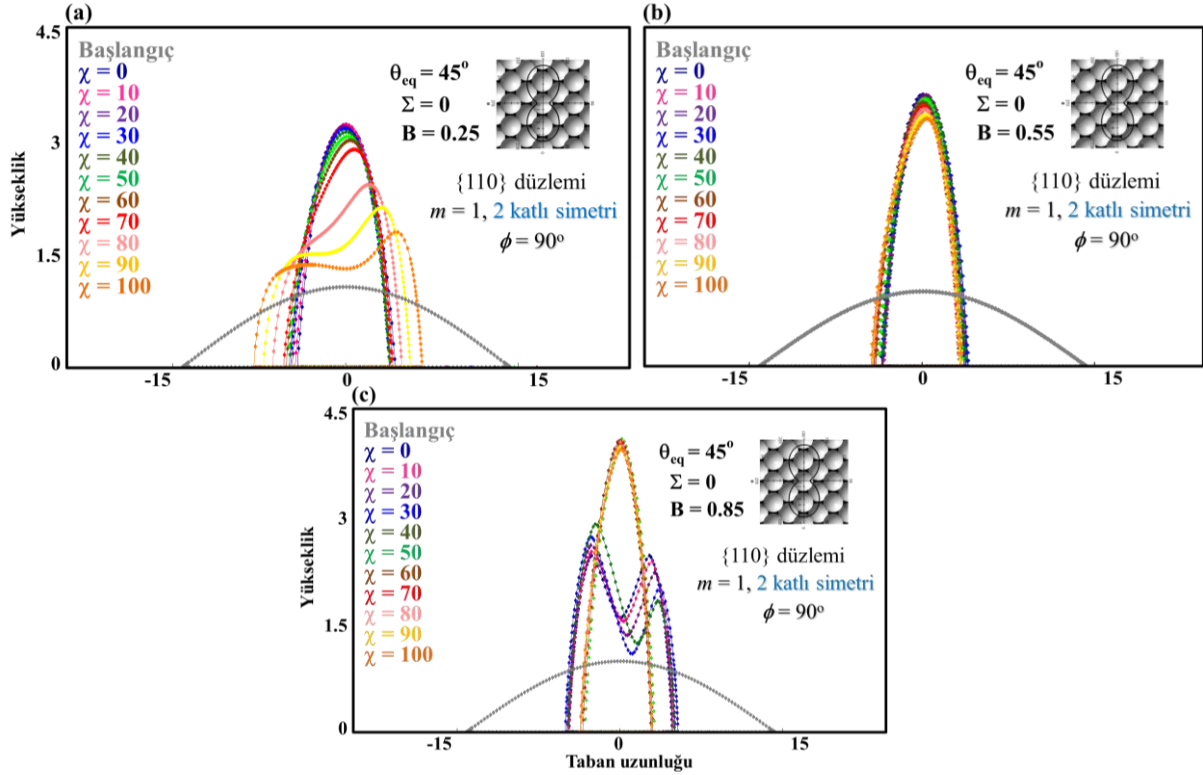 (a)
4.5
3
1.5
0
Yükseklik
Başlangıç
χ = 0
χ = 10
χ = 20
χ = 30
χ = 40
χ = 50
χ = 60
χ = 70
χ = 80
χ = 90
χ = 100
θeq = 45°
Σ = 0
B = 0.25
{110} düzlemi
m = 1, 2 katlı simetri
ϕ = 90°
-15
0
15
(b)
Başlangıç
χ = 0
χ = 10
χ = 20
χ = 30
χ = 40
χ = 50
χ = 60
χ = 70
χ = 80
χ = 90
χ = 100
θeq = 45°
Σ = 0
B = 0.55
{110} düzlemi
m = 1, 2 katlı simetri
ϕ = 90°
-15
0
15
(c)
4.5
3
1.5
0
Yükseklik
Başlangıç
χ = 0
χ = 10
χ = 20
χ = 30
χ = 40
χ = 50
χ = 60
χ = 70
χ = 80
χ = 90
χ = 100
θeq = 45°
Σ = 0
B = 0.85
{110} düzlemi
m = 1, 2 katlı simetri
ϕ = 90°
-15
0
15
Taban uzunluğu